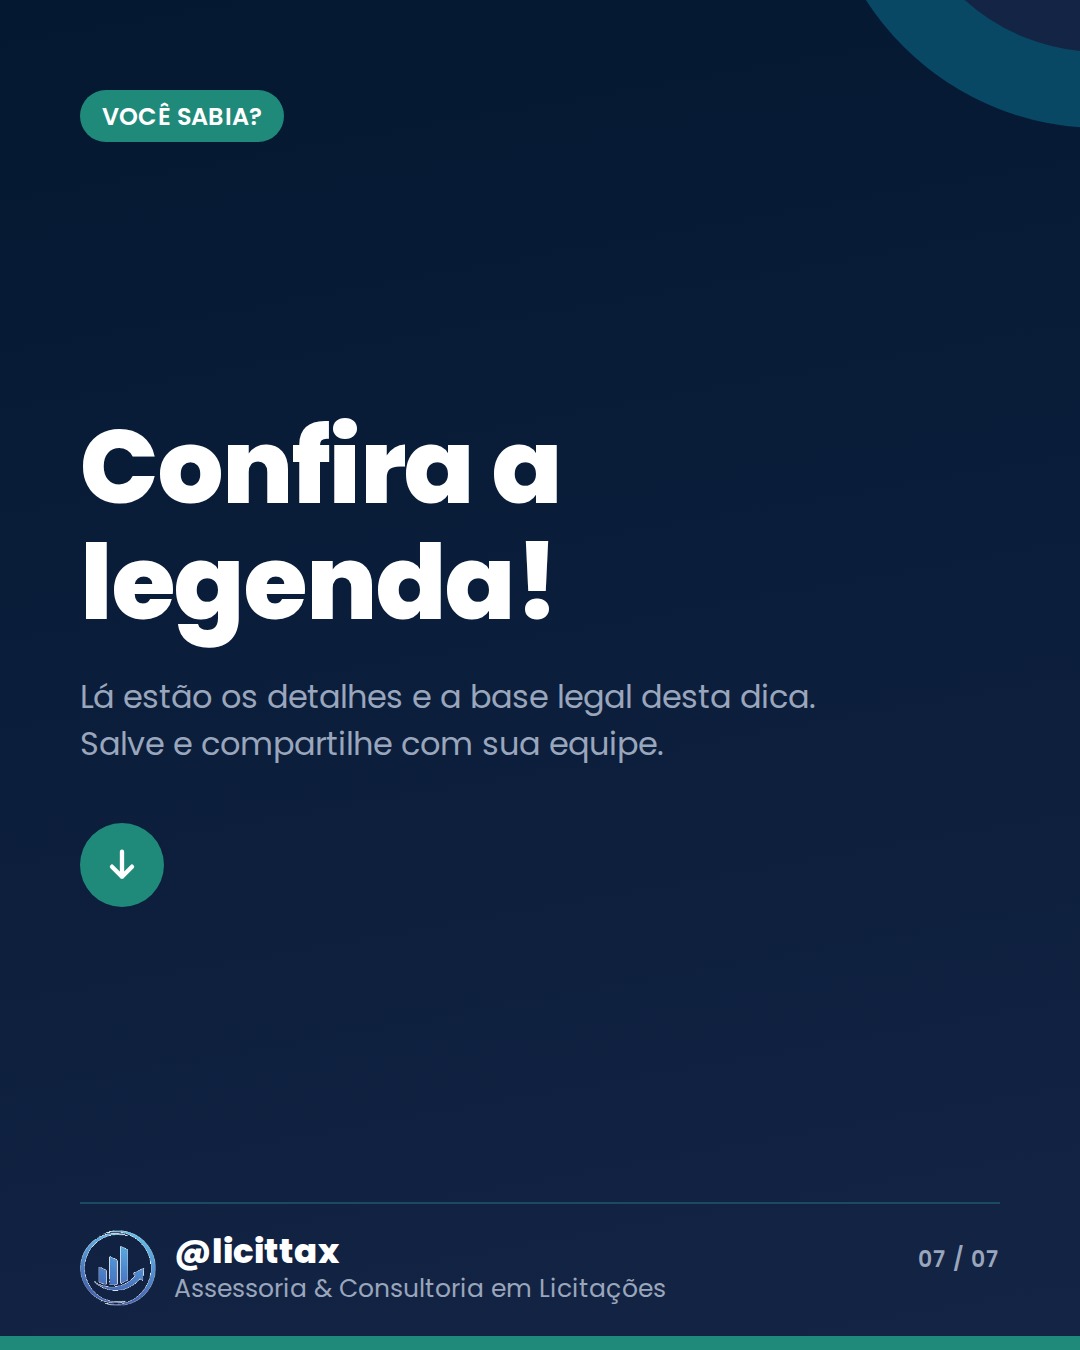 VOCÊ SABIA?
Confira a
legenda!
Lá estão os detalhes e a base legal desta dica.
Salve e compartilhe com sua equipe.
@licittax
Assessoria & Consultoria em Licitações
07 / 07